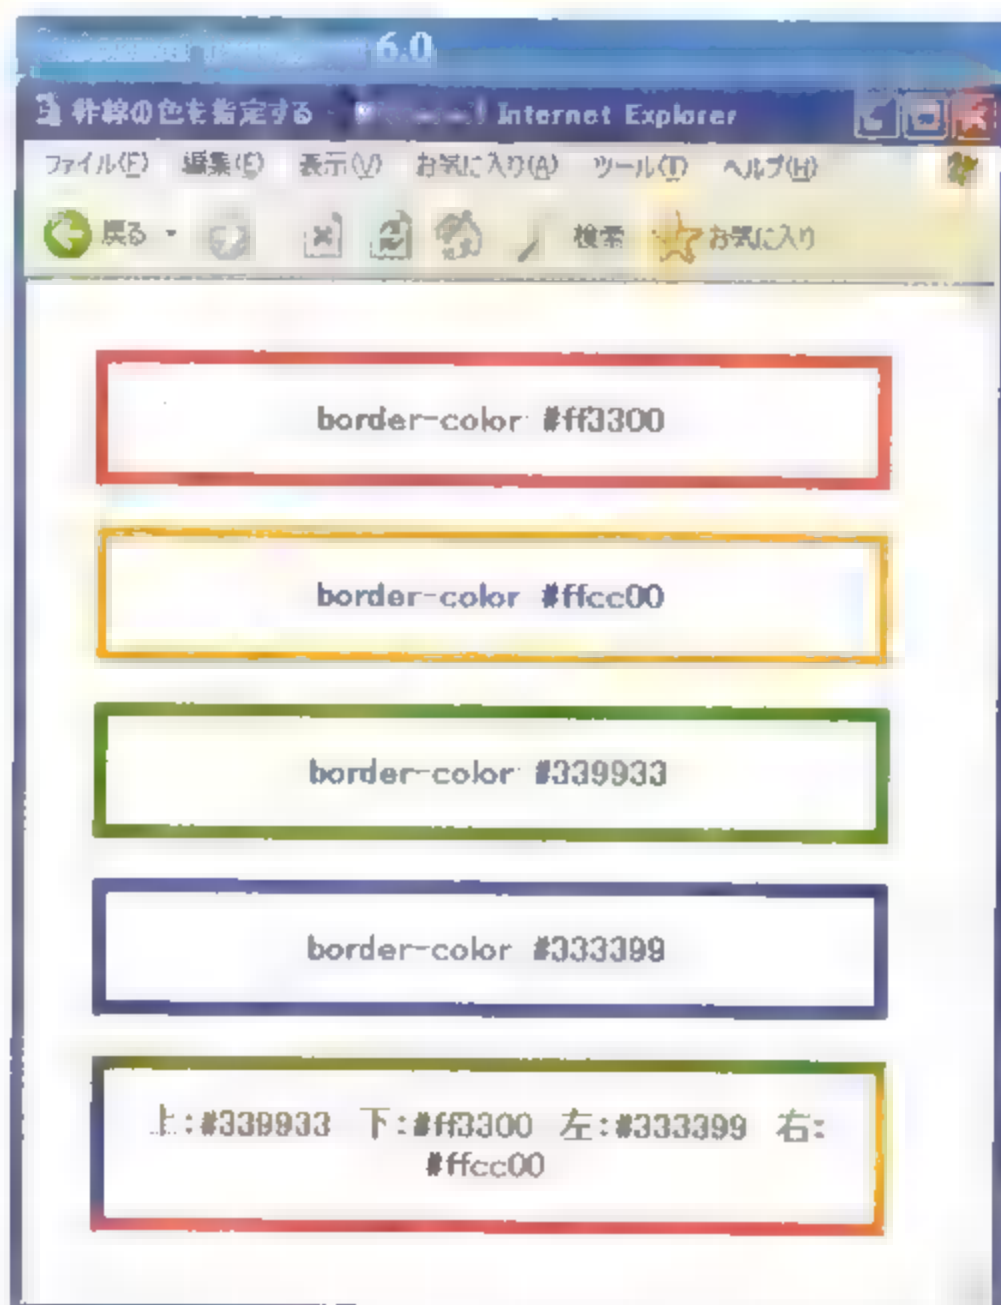 6.0
枠線の色を指定する - Internet Explorer
ファイル(F) 編集(E) 表示(V) お気に入り(A) ツール(T) ヘルプ(H)
戻る 検索 お気に入り
border-color #ff3300
border-color #ffcc00
border-color #339933
border-color #333399
上:#339933 下:#ff3300 左:#333399 右:
#ffcc00